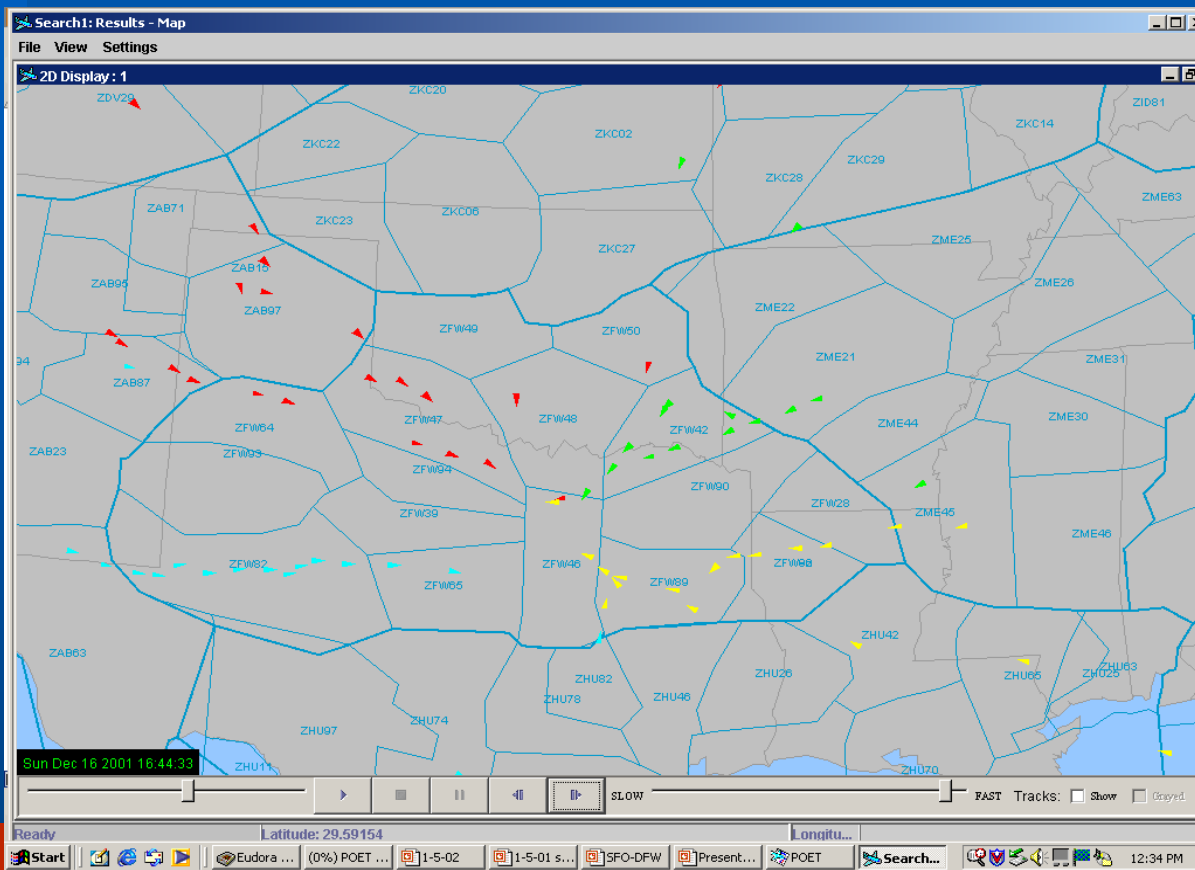 Search1: Results - Map
File View Settings
2D Display : 1
ZDV29
ZKC20
ZID81
ZKC02
ZKC14
ZKC22
ZKC29
ZKC28
ZME63
ZAB71
ZKC06
ZKC23
ZME25
ZKC27
ZAB15
ZAB95
ZME26
ZAB97
ZME22
ZFW49
ZFW50
94
ZME21
ZME31
ZAB87
ZFW47
ZFW48
ZME30
ZFW64
ZFW42
ZME44
ZAB23
ZFW93
ZFW94
ZFW90
ZFW28
ZFW39
ZME45
ZME46
ZFW82
ZFW46
ZFW65
ZFW89
ZHU42
ZAB63
ZHU63
ZHU82
ZHU26
ZHU65
ZHU25
ZHU78
ZHU46
ZHU74
ZHU97
ZHU11
ZHU70
Sun Dec 16 2001 16:44:33
SLOW FAST Tracks: Show Grayed
Ready Latitude: 29.59154 Longitu...
Start Eudora ... (0%) POET ... 1-5-02 1-5-01 s... SFO-DFW Present... POET Search... 12:34 PM